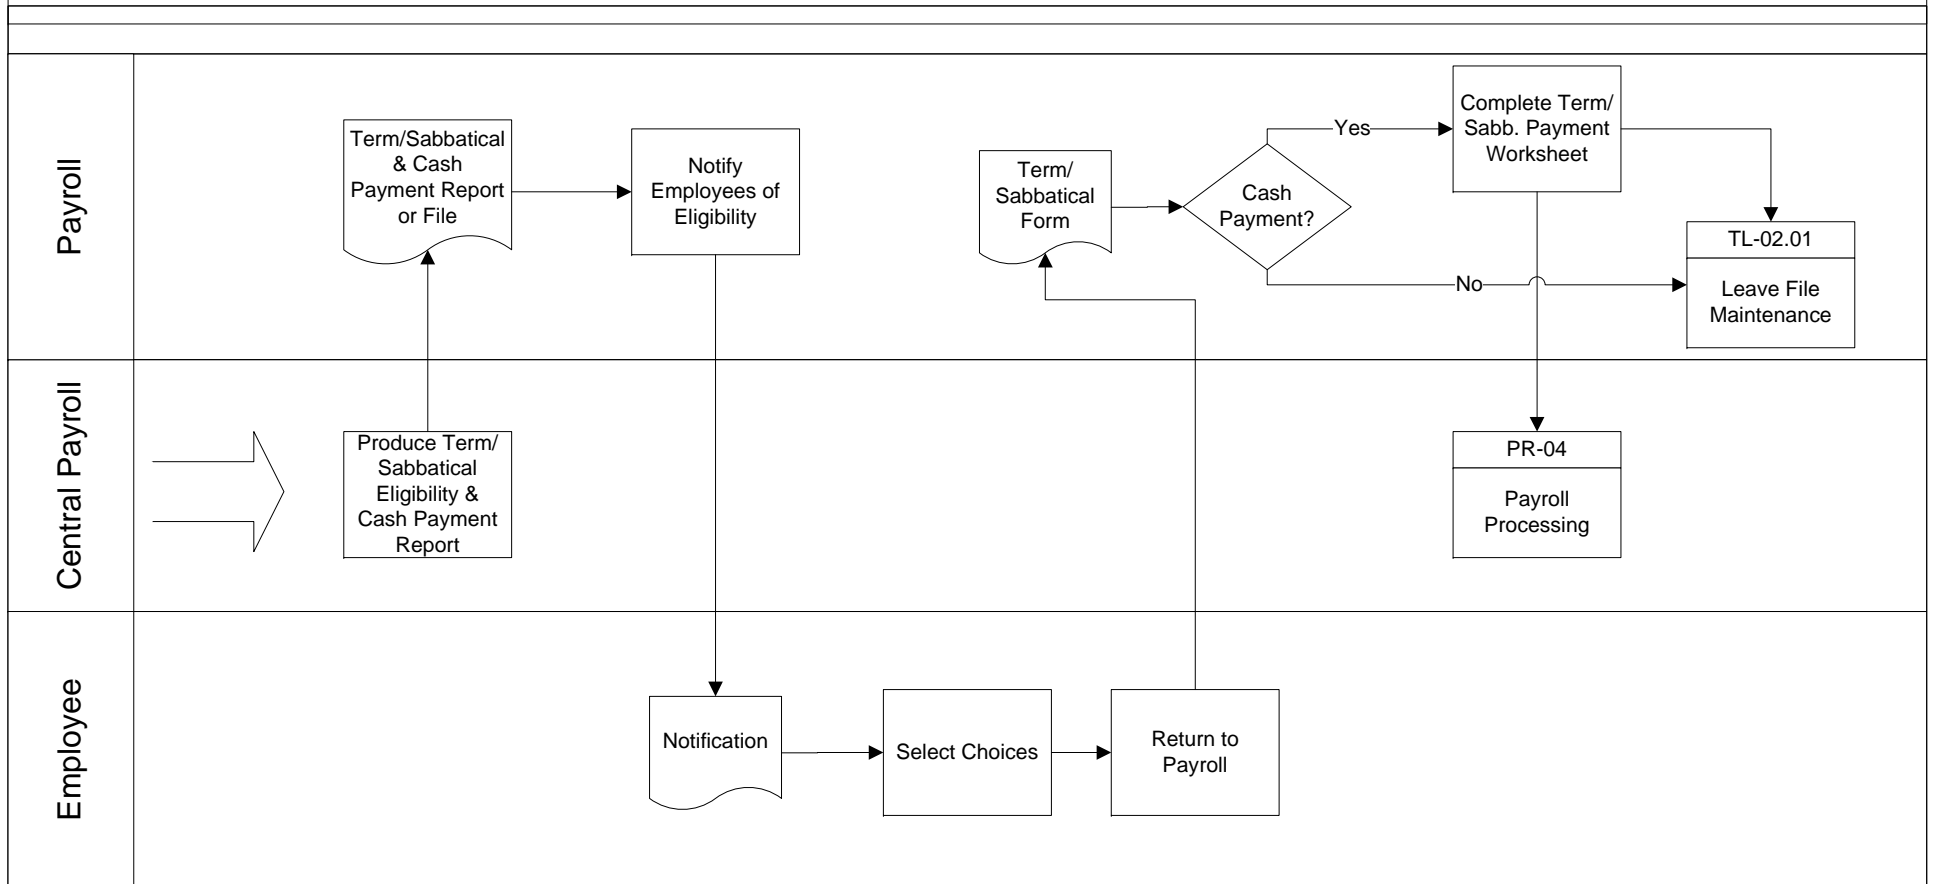 Payroll
Term/Sabbatical
& Cash
Payment Report
or File
Notify
Employees of
Eligibility
Term/
Sabbatical
Form
Cash
Payment?
Yes
No
Complete Term/
Sabb. Payment
Worksheet
TL-02.01
Leave File
Maintenance
Central Payroll
Produce Term/
Sabbatical
Eligibility &
Cash Payment
Report
PR-04
Payroll
Processing
Employee
Notification
Select Choices
Return to
Payroll